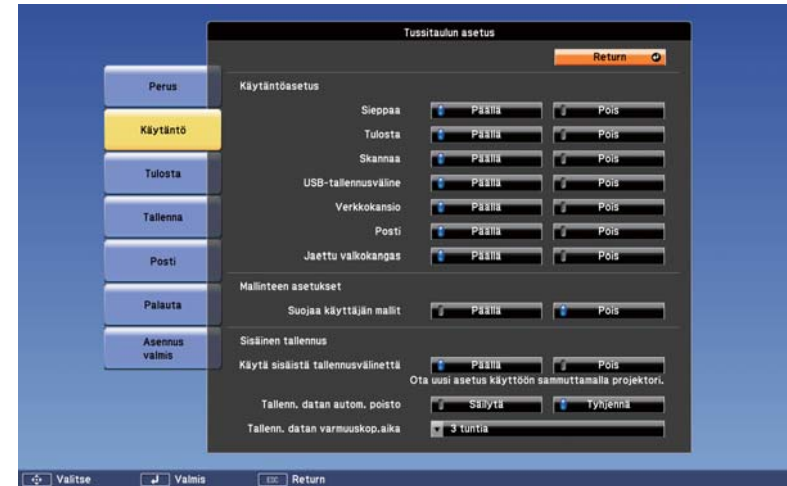 Tussitaulun asetus
Return
Perus
Käytäntö
Tulosta
Tallenna
Posti
Palauta
Asennus
valmis
Käytäntöasetus
Sieppaa Päällä Pois
Tulosta Päällä Pois
Skannaa Päällä Pois
USB-tallennusväline Päällä Pois
Verkkokansio Päällä Pois
Posti Päällä Pois
Jaettu valkokangas Päällä Pois
Mallinteen asetukset
Suojaa käyttäjän mallit Päällä Pois
Sisäinen tallennus
Käytä sisäistä tallennusvälinettä Päällä Pois
Ota uusi asetus käyttöön sammuttamalla projektori.
Tallenn. datan autom. poisto Säilytä Tyhjennä
Tallenn. datan varmuuskop.aika 3 tuntia
Valitse Valmis ESC Return